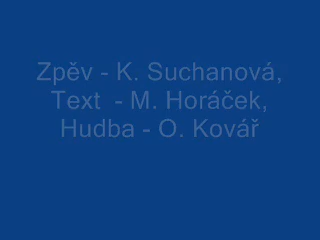 Zpěv - K. Suchanová,
Text - M. Horáček,
Hudba - O. Kovář